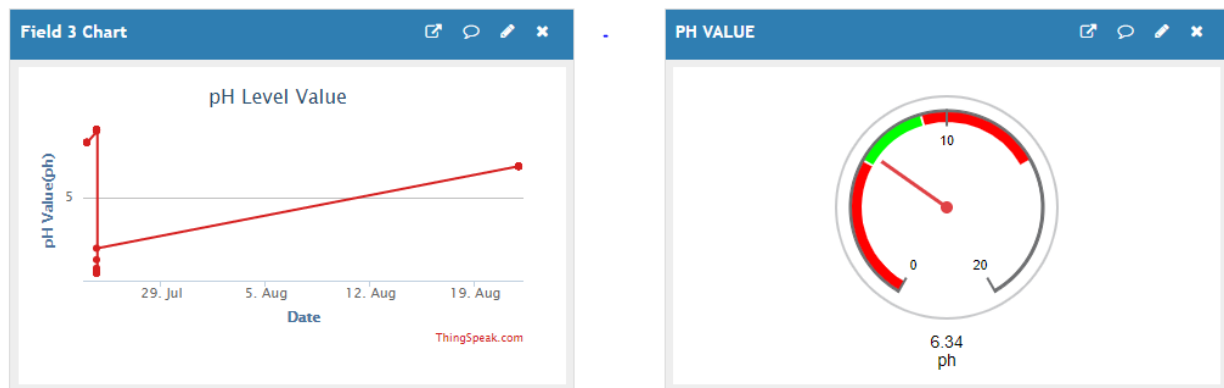 Field 3 Chart
pH Level Value
pH Value(ph)
5
29. Jul
5. Aug
12. Aug
19. Aug
Date
ThingSpeak.com
PH VALUE
10
0
20
6.34
ph